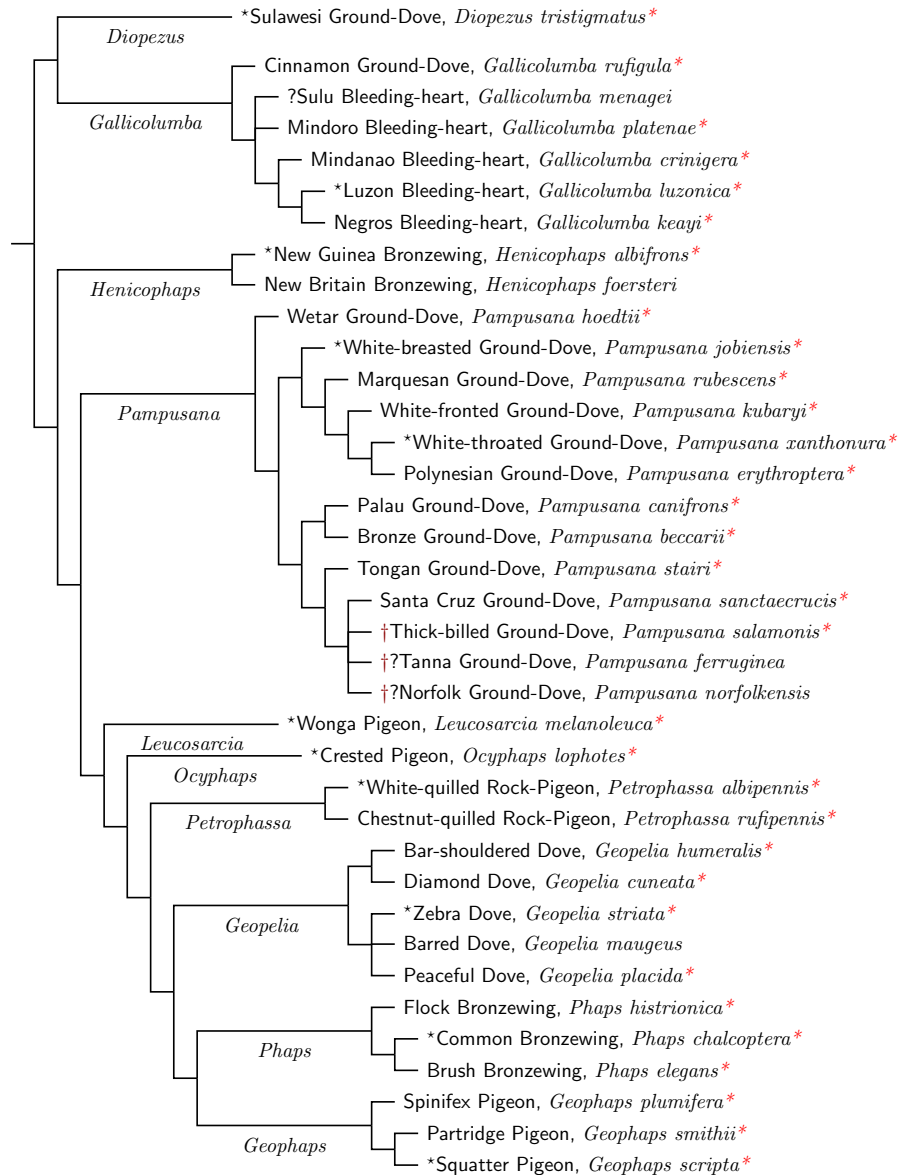 ⋆Sulawesi Ground-Dove, Diopezus tristigmatus*
Diopezus
Cinnamon Ground-Dove, Gallicolumba rufigula*
?Sulu Bleeding-heart, Gallicolumba menagei
Gallicolumba
Mindoro Bleeding-heart, Gallicolumba platenae*
Mindanao Bleeding-heart, Gallicolumba crinigera*
⋆Luzon Bleeding-heart, Gallicolumba luzonica*
Negros Bleeding-heart, Gallicolumba keayi*
⋆New Guinea Bronzewing, Henicophaps albifrons*
Henicophaps
New Britain Bronzewing, Henicophaps foersteri
Wetar Ground-Dove, Pampusana hoedtii*
⋆White-breasted Ground-Dove, Pampusana jobiensis*
Marquesan Ground-Dove, Pampusana rubescens*
Pampusana
White-fronted Ground-Dove, Pampusana kubaryi*
⋆White-throated Ground-Dove, Pampusana xanthonura*
Polynesian Ground-Dove, Pampusana erythroptera*
Palau Ground-Dove, Pampusana canifrons*
Bronze Ground-Dove, Pampusana beccarii*
Tongan Ground-Dove, Pampusana stairi*
Santa Cruz Ground-Dove, Pampusana sanctaecrucis*
†Thick-billed Ground-Dove, Pampusana salamonis*
†?Tanna Ground-Dove, Pampusana ferruginea
†?Norfolk Ground-Dove, Pampusana norfolkensis
⋆Wonga Pigeon, Leucosarcia melanoleuca*
Leucosarcia
⋆Crested Pigeon, Ocyphaps lophotes*
Ocyphaps
⋆White-quilled Rock-Pigeon, Petrophassa albipennis*
Petrophassa
Chestnut-quilled Rock-Pigeon, Petrophassa rufipennis*
Bar-shouldered Dove, Geopelia humeralis*
Diamond Dove, Geopelia cuneata*
⋆Zebra Dove, Geopelia striata*
Geopelia
Barred Dove, Geopelia maugeus
Peaceful Dove, Geopelia placida*
Flock Bronzewing, Phaps histrionica*
⋆Common Bronzewing, Phaps chalcoptera*
Phaps
Brush Bronzewing, Phaps elegans*
Spinifex Pigeon, Geophaps plumifera*
Partridge Pigeon, Geophaps smithii*
Geophaps
⋆Squatter Pigeon, Geophaps scripta*